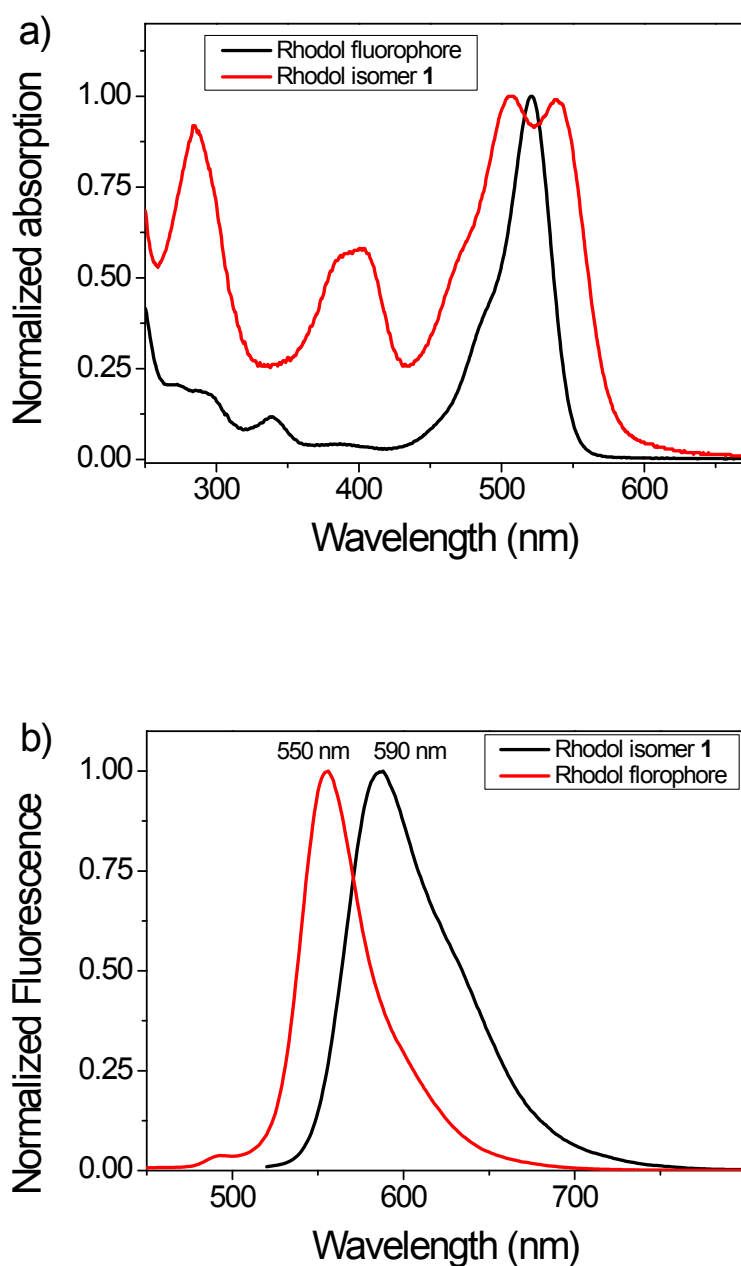 a)
Rhodol fluorophore
Rhodol isomer 1
Normalized absorption
1.00
0.75
0.50
0.25
0.00
300 400 500 600
Wavelength (nm)
b)
550 nm 590 nm
Rhodol isomer 1
Rhodol florophore
Normalized Fluorescence
1.00
0.75
0.50
0.25
0.00
500 600 700
Wavelength (nm)